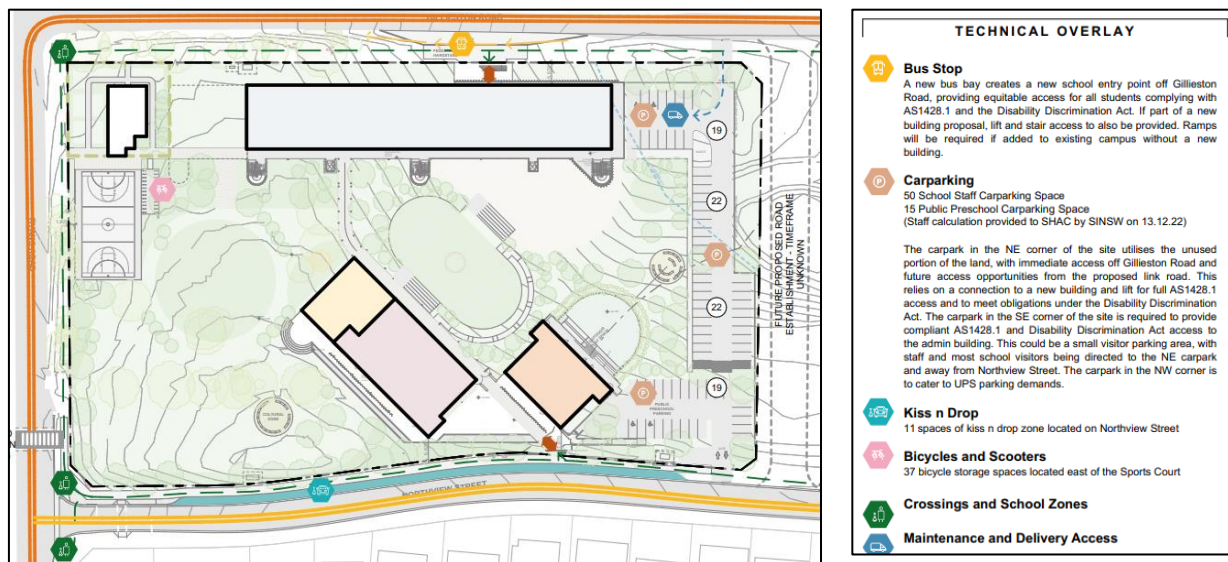 19
22
22
19
FUTURE PROPOSED ROAD
ESTABLISHMENT - TIMEFRAME
UNKNOWN
CULTURAL
PUBLIC
PRESCHOOL
PARKING
NORTHVIEW STREET
TECHNICAL OVERLAY
Bus Stop
A new bus bay creates a new school entry point off Gillieston
Road, providing equitable access for all students complying with
AS1428.1 and the Disability Discrimination Act. If part of a new
building proposal, lift and stair access to also be provided. Ramps
will be required if added to existing campus without a new
building.
Carparking
50 School Staff Carparking Space
15 Public Preschool Carparking Space
(Staff calculation provided to SHAC by SINSW on 13.12.22)
The carpark in the NE corner of the site utilises the unused
portion of the land, with immediate access off Gillieston Road and
future access opportunities from the proposed link road. This
relies on a connection to a new building and lift for full AS1428.1
access and to meet obligations under the Disability Discrimination
Act. The carpark in the SE corner of the site is required to provide
compliant AS1428.1 and Disability Discrimination Act access to
the admin building. This could be a small visitor parking area, with
staff and most school visitors being directed to the NE carpark
and away from Northview Street. The carpark in the NW corner is
to cater to UPS parking demands.
Kiss n Drop
11 spaces of kiss n drop zone located on Northview Street
Bicycles and Scooters
37 bicycle storage spaces located east of the Sports Court
Crossings and School Zones
Maintenance and Delivery Access